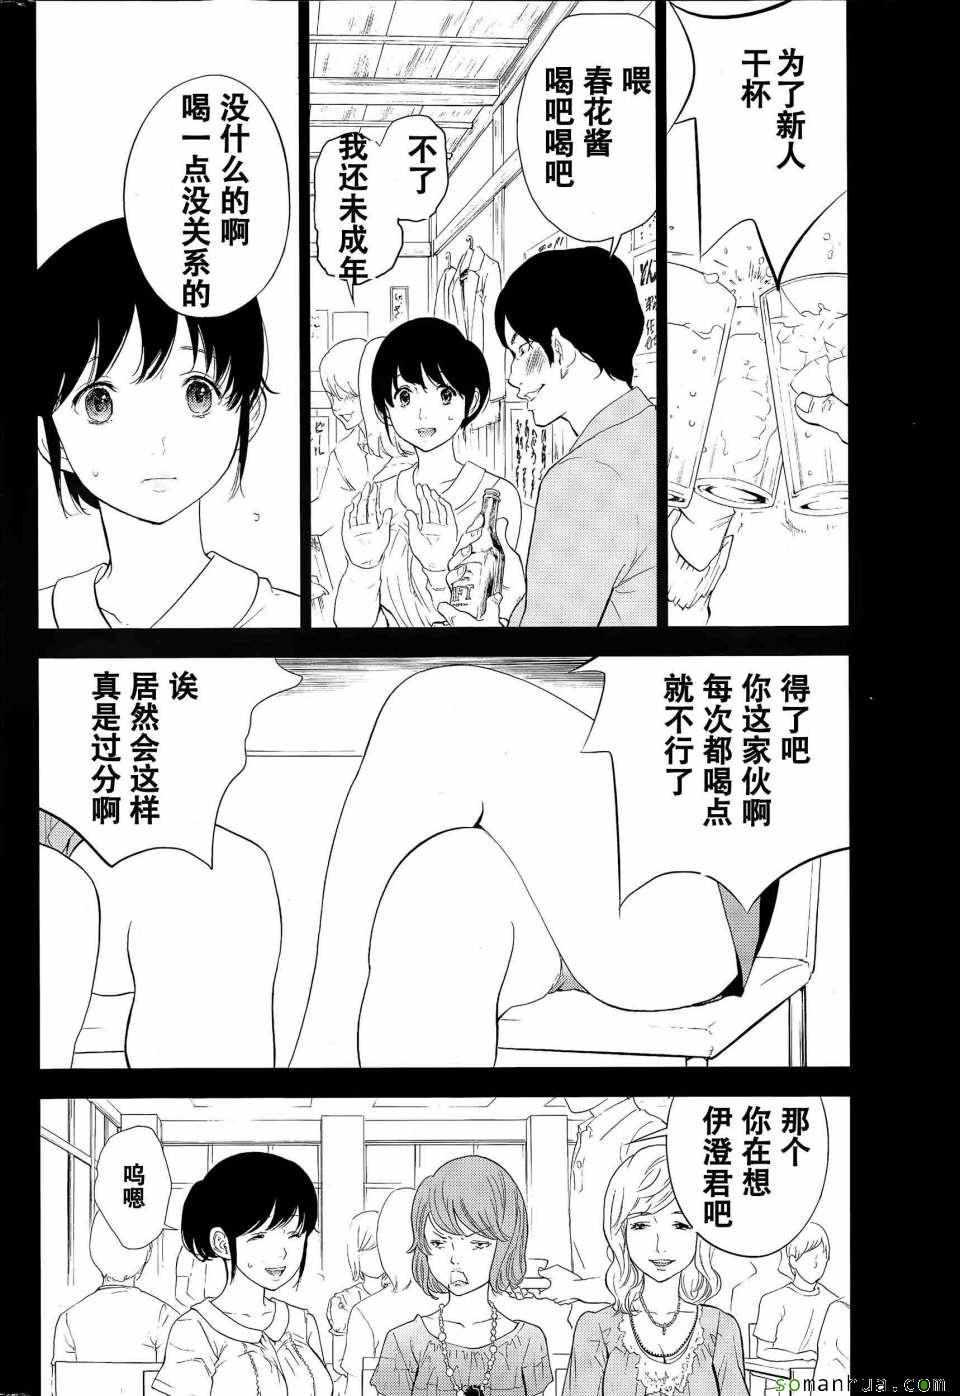 为了新人
干杯
喂
春花酱
喝吧喝吧
不了
我还未成年
没什么的啊
喝一点没关系的
ビール
得了吧
你这家伙啊
每次都喝点
就不行了
诶
居然会这样
真是过分啊
那个
你在想
伊澄君吧
呜
嗯
somanhua.com